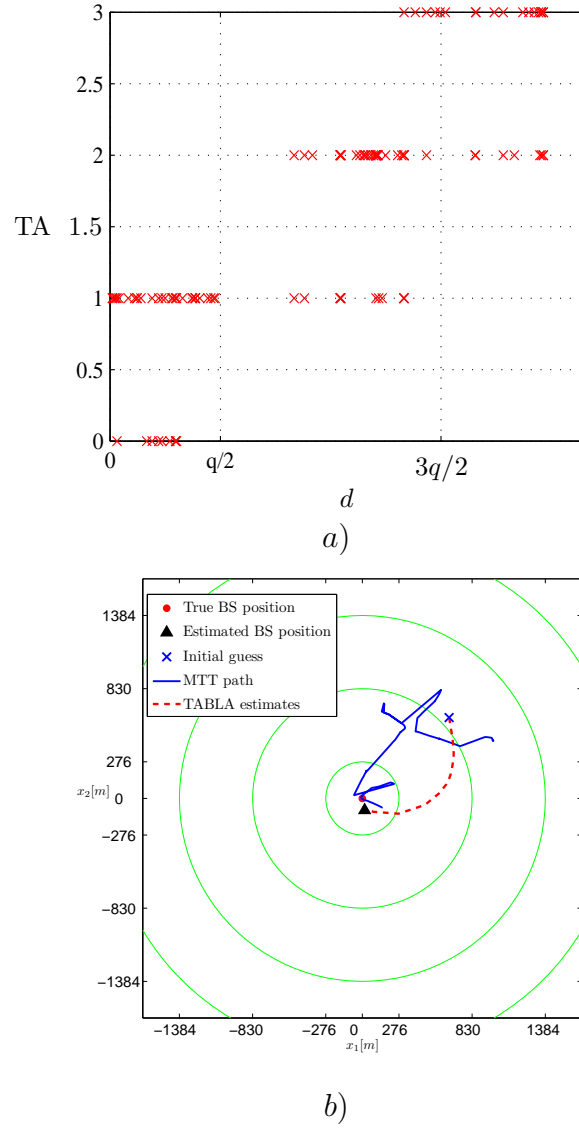 3
2.5
2
TA 1.5
1
0.5
0
0 q/2 3q/2
d
a)
True BS position
Estimated BS position
Initial guess
MTT path
TABLA estimates
1384
830
276
x₂[m] 0
−276
−830
−1384
−1384 −830 −276 0 276 830 1384
x₁[m]
b)